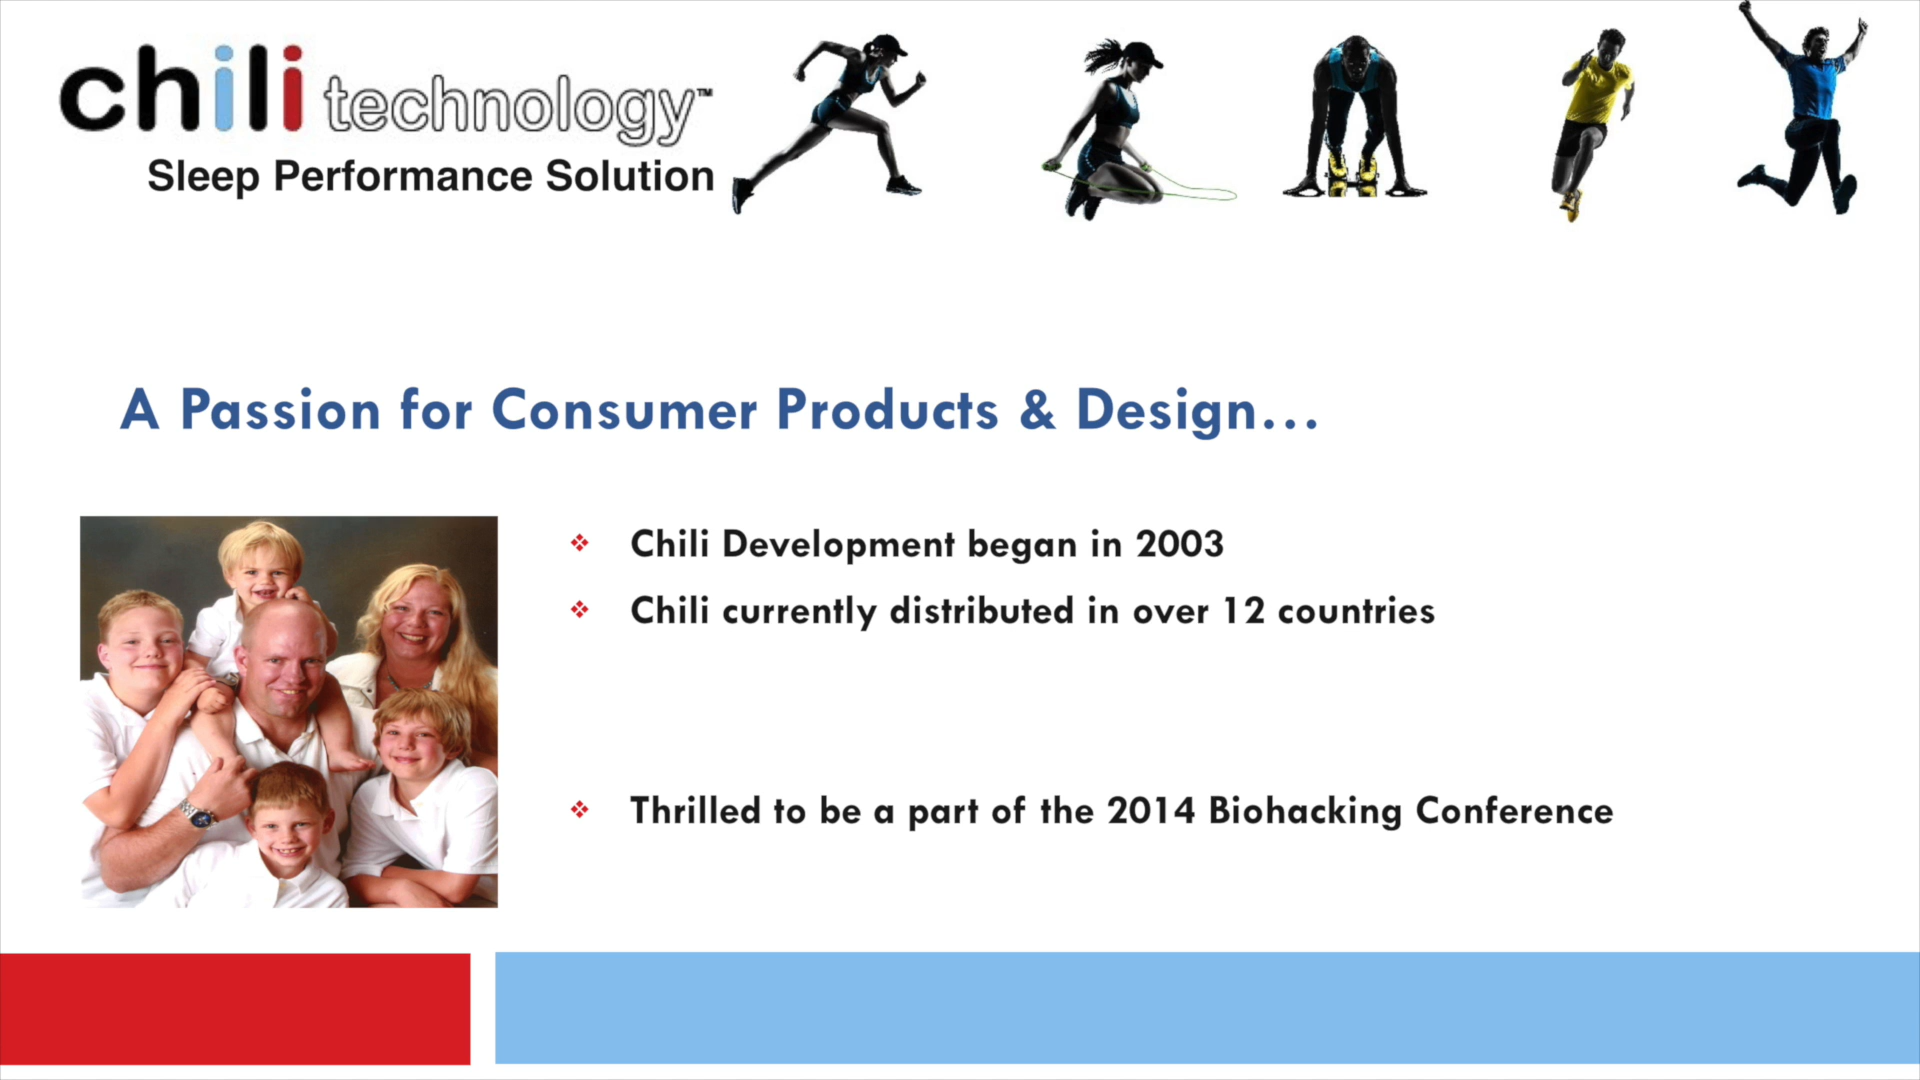 chili technology™
Sleep Performance Solution
A Passion for Consumer Products & Design...
❖ Chili Development began in 2003
❖ Chili currently distributed in over 12 countries
❖ Thrilled to be a part of the 2014 Biohacking Conference